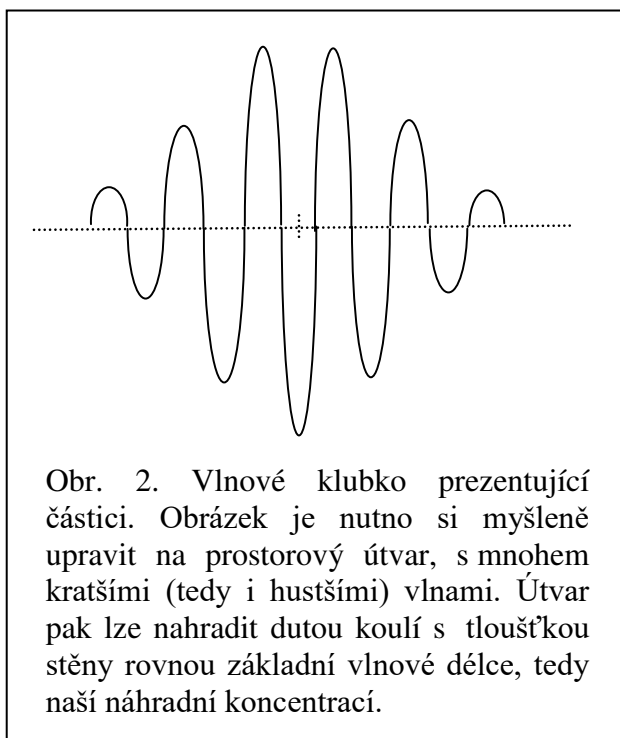 Obr. 2. Vlnové klubko prezentující
částici. Obrázek je nutno si myšleně
upravit na prostorový útvar, s mnohem
kratšími (tedy i hustšími) vlnami. Útvar
pak lze nahradit dutou koulí s tloušťkou
stěny rovnou základní vlnové délce, tedy
naší náhradní koncentrací.